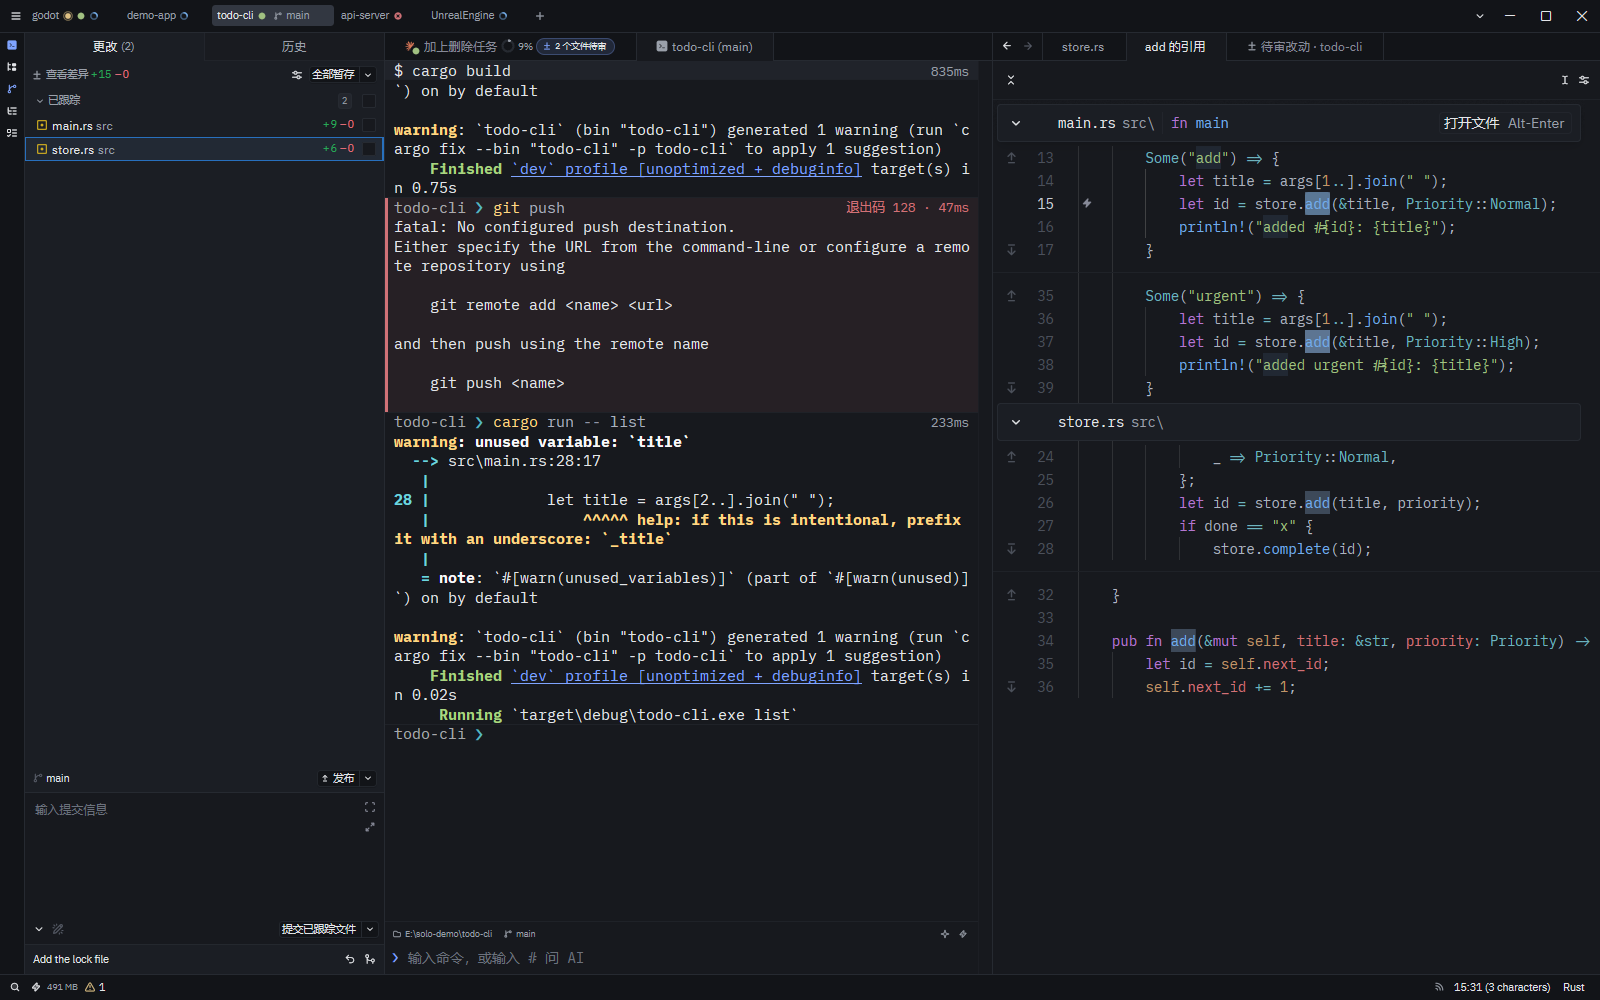 godot
demo-app
todo-cli
main
api-server
UnrealEngine
更改 (2)
历史
查看差异 +15 −0
全部暂存
已跟踪
2
main.rs src
+9 −0
store.rs src
+6 −0
main
发布
输入提交信息
提交已跟踪文件
Add the lock file
加上删除任务
9%
2 个文件待审
todo-cli (main)
$ cargo build
835ms
`) on by default
warning: `todo-cli` (bin "todo-cli") generated 1 warning (run `c
argo fix --bin "todo-cli" -p todo-cli` to apply 1 suggestion)
Finished `dev` profile [unoptimized + debuginfo] target(s) i
n 0.75s
todo-cli ❯ git push
退出码 128 · 47ms
fatal: No configured push destination.
Either specify the URL from the command-line or configure a remo
te repository using
git remote add <name> <url>
and then push using the remote name
git push <name>
todo-cli ❯ cargo run -- list
233ms
warning: unused variable: `title`
--> src\main.rs:28:17
|
28 | let title = args[2..].join(" ");
| ^^^^^ help: if this is intentional, prefix
it with an underscore: `_title`
|
= note: `#[warn(unused_variables)]` (part of `#[warn(unused)]
`) on by default
warning: `todo-cli` (bin "todo-cli") generated 1 warning (run `c
argo fix --bin "todo-cli" -p todo-cli` to apply 1 suggestion)
Finished `dev` profile [unoptimized + debuginfo] target(s) i
n 0.02s
Running `target\debug\todo-cli.exe list`
todo-cli ❯
E:\solo-demo\todo-cli
main
❯ 输入命令，或输入 # 问 AI
store.rs
add 的引用
± 待审改动 · todo-cli
main.rs src\ fn main
打开文件 Alt-Enter
13 Some("add") => {
14 let title = args[1..].join(" ");
15 let id = store.add(&title, Priority::Normal);
16 println!("added #{id}: {title}");
17 }
35 Some("urgent") => {
36 let title = args[1..].join(" ");
37 let id = store.add(&title, Priority::High);
38 println!("added urgent #{id}: {title}");
39 }
store.rs src\
24 _ => Priority::Normal,
25 };
26 let id = store.add(title, priority);
27 if done == "x" {
28 store.complete(id);
32 }
33
34 pub fn add(&mut self, title: &str, priority: Priority) ->
35 let id = self.next_id;
36 self.next_id += 1;
491 MB
1
15:31 (3 characters)
Rust